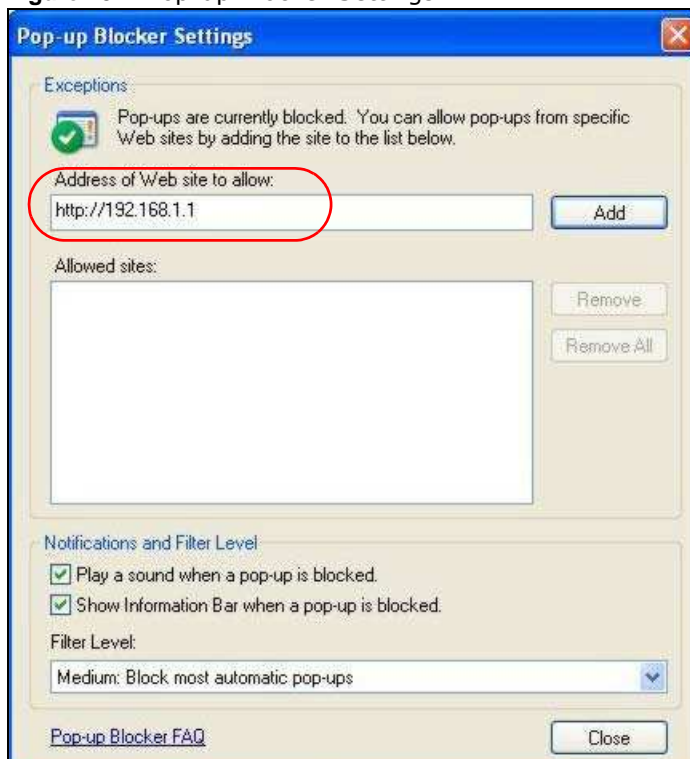 Pop-up Blocker Settings
Exceptions
Pop-ups are currently blocked. You can allow pop-ups from specific
Web sites by adding the site to the list below.
Address of Web site to allow:
http://192.168.1.1
Add
Allowed sites:
Remove
Remove All
Notifications and Filter Level
Play a sound when a pop-up is blocked.
Show Information Bar when a pop-up is blocked.
Filter Level:
Medium: Block most automatic pop-ups
Pop-up Blocker FAQ
Close